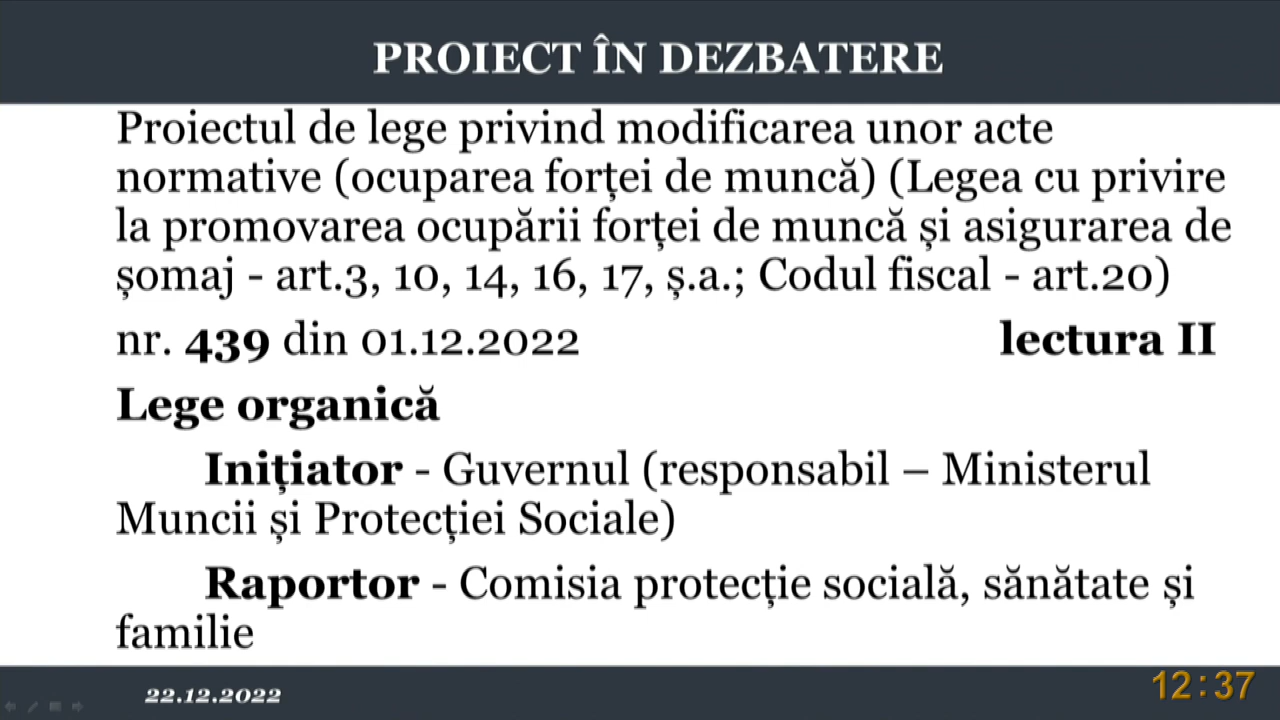 PROIECT ÎN DEZBATERE
Proiectul de lege privind modificarea unor acte
normative (ocuparea forței de muncă) (Legea cu privire
la promovarea ocupării forței de muncă și asigurarea de
șomaj - art.3, 10, 14, 16, 17, ș.a.; Codul fiscal - art.20)
nr. 439 din 01.12.2022 lectura II
Lege organică
Inițiator - Guvernul (responsabil – Ministerul
Muncii și Protecției Sociale)
Raportor - Comisia protecție socială, sănătate și
familie
22.12.2022 12:37